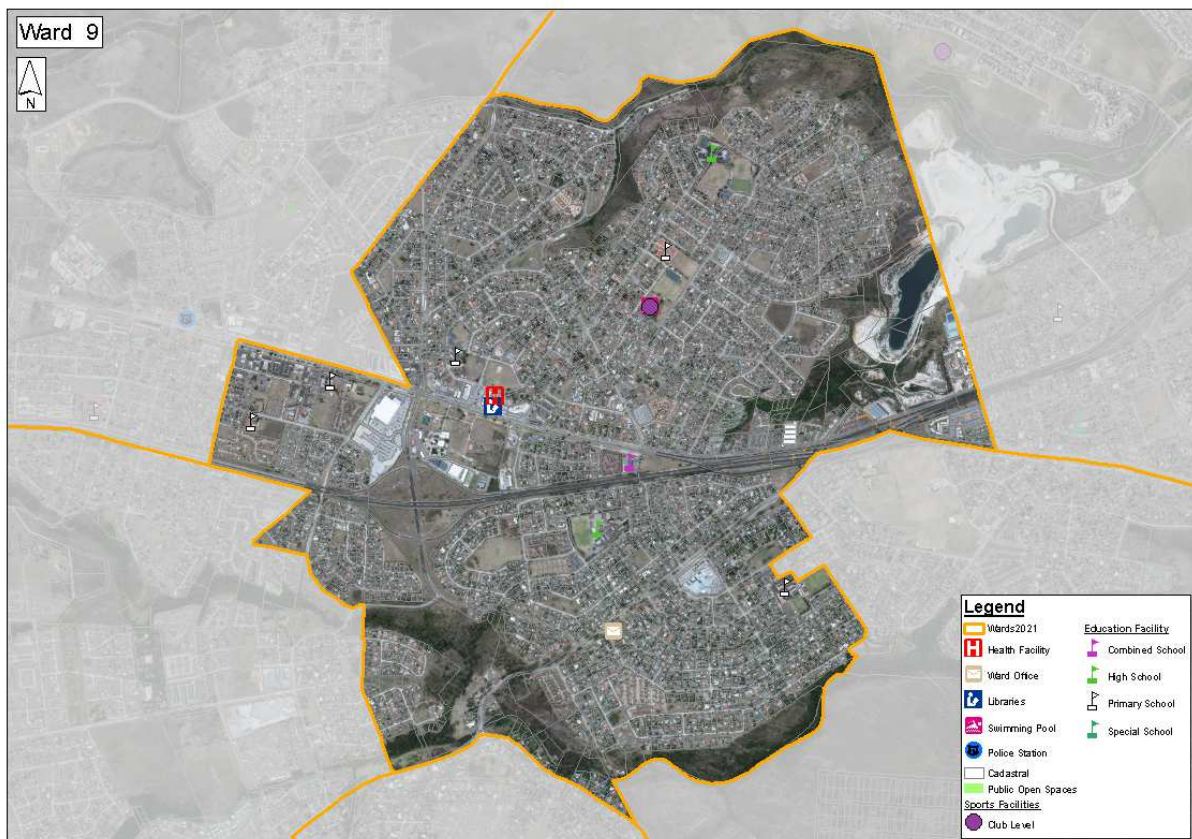 Ward 9
N
Legend
Wards2021
Health Facility
Ward Office
Libraries
Swimming Pool
Police Station
Cadastral
Public Open Spaces
Sports Facilities
Club Level
Education Facility
Combined School
High School
Primary School
Special School